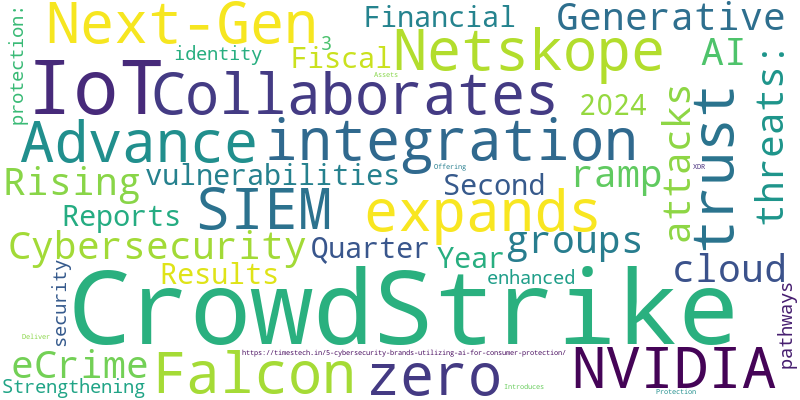 Next-Gen
Financial
Generative
protection:
identity
3
Fiscal
Netskope
AI
IoT
Collaborates
Assets
2024
attacks
trust
threats:
Advance
integration
Rising
vulnerabilities
Offering
Second
ramp
XDR
Reports
SIEM
expands
Cybersecurity
Quarter
Year
groups
cloud
security
Results
enhanced
CrowdStrike
pathways
Deliver
https://timestech.in/5-cybersecurity-brands-utilizing-ai-for-consumer-protection/
eCrime
Falcon
zero
NVIDIA
Strengthening
Introduces
Protection